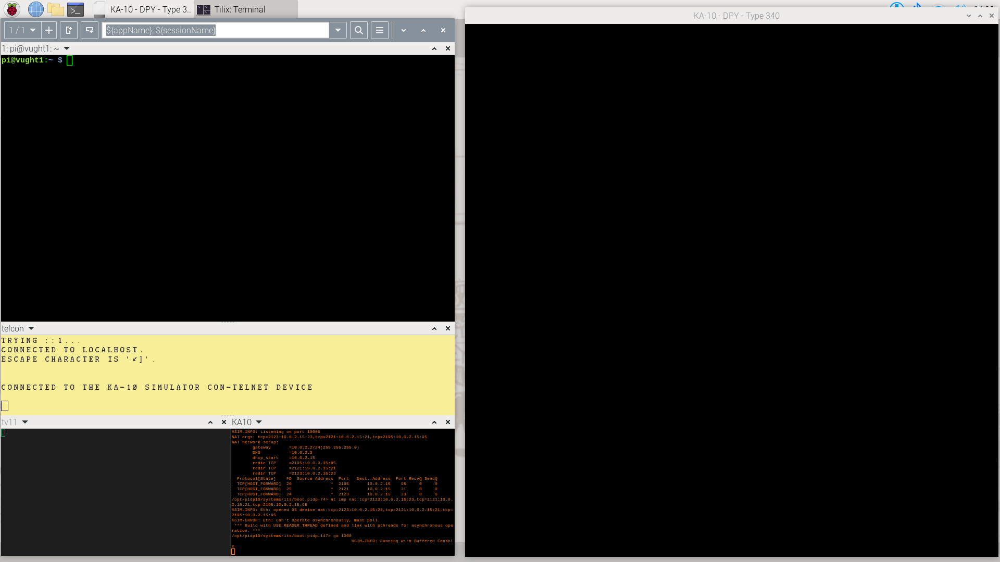 KA-10 - DPY - Type 3..
Tilix: Terminal
KA-10 - DPY - Type 340
1 / 1
${appName}: ${sessionName}
1: pi@vught1: ~
pi@vught1:~ $
telcon
TRYING ::1...
CONNECTED TO LOCALHOST.
ESCAPE CHARACTER IS '↙]'.
CONNECTED TO THE KA-10 SIMULATOR CON-TELNET DEVICE
tv11
KA10
%SIM-INFO: Listening on port 10006
NAT args: tcp=2123:10.0.2.15:23,tcp=2121:10.0.2.15:21,tcp=2195:10.0.2.15:95
NAT network setup:
gateway =10.0.2.2/24(255.255.255.0)
DNS =10.0.2.3
dhcp_start =10.0.2.15
redir TCP =2195:10.0.2.15:95
redir TCP =2121:10.0.2.15:21
redir TCP =2123:10.0.2.15:23
Protocol[State] FD Source Address Port Dest. Address Port RecvQ SendQ
TCP[HOST_FORWARD] 26 * 2195 10.0.2.15 95 0 0
TCP[HOST_FORWARD] 25 * 2121 10.0.2.15 21 0 0
TCP[HOST_FORWARD] 24 * 2123 10.0.2.15 23 0 0
/opt/pidp10/systems/its/boot.pidp-74> at imp nat:tcp=2123:10.0.2.15:23,tcp=2121:10.0.
2.15:21,tcp=2195:10.0.2.15:95
%SIM-INFO: Eth: opened OS device nat:tcp=2123:10.0.2.15:23,tcp=2121:10.0.2.15:21,tcp=
2195:10.0.2.15:95
%SIM-ERROR: Eth: Can't operate asynchronously, must poll.
*** Build with USE_READER_THREAD defined and link with pthreads for asynchronous ope
ration. ***
/opt/pidp10/systems/its/boot.pidp-147> go 1000
%SIM-INFO: Running with Buffered Consol
e